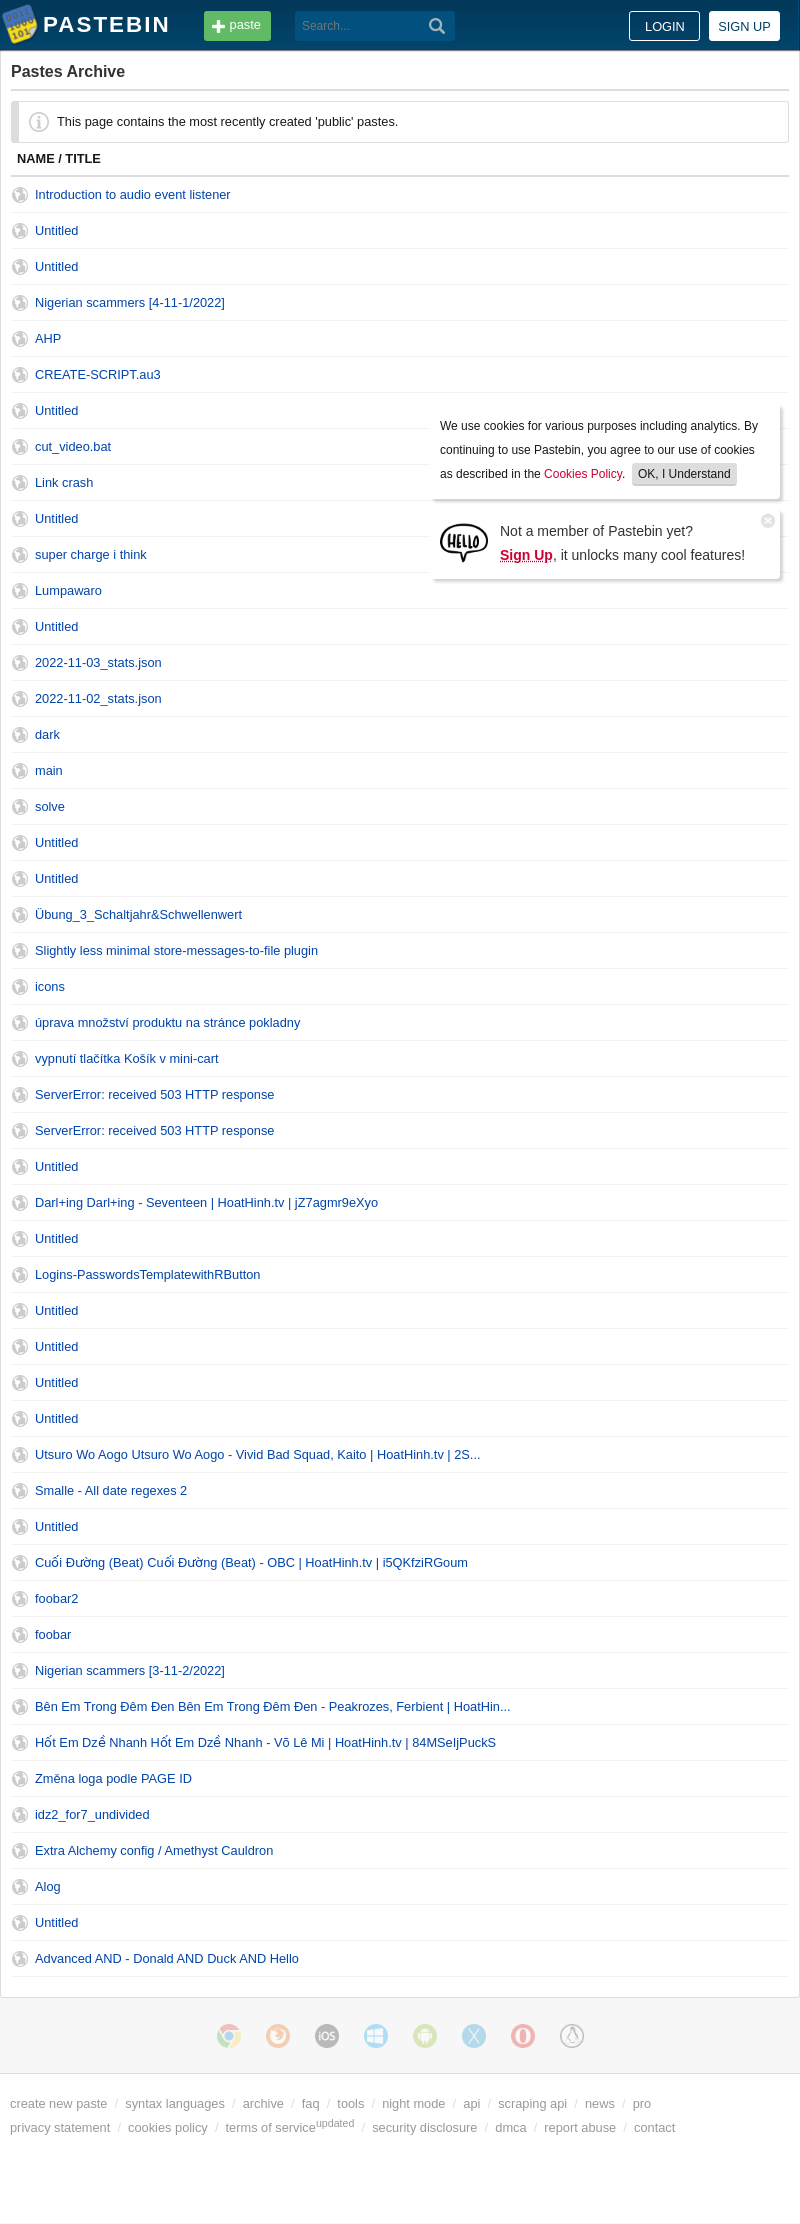 PASTEBIN
paste
Search...
LOGIN
SIGN UP
Pastes Archive
This page contains the most recently created 'public' pastes.
NAME / TITLE
Introduction to audio event listener
Untitled
Untitled
Nigerian scammers [4-11-1/2022]
AHP
CREATE-SCRIPT.au3
Untitled
cut_video.bat
Link crash
Untitled
super charge i think
Lumpawaro
We use cookies for various purposes including analytics. By
continuing to use Pastebin, you agree to our use of cookies
as described in the Cookies Policy. OK, I Understand
HELLO
Not a member of Pastebin yet?
Sign Up, it unlocks many cool features!
Untitled
2022-11-03_stats.json
2022-11-02_stats.json
dark
main
solve
Untitled
Untitled
Übung_3_Schaltjahr&Schwellenwert
Slightly less minimal store-messages-to-file plugin
icons
úprava množství produktu na stránce pokladny
vypnutí tlačítka Košík v mini-cart
ServerError: received 503 HTTP response
ServerError: received 503 HTTP response
Untitled
Darl+ing Darl+ing - Seventeen | HoatHinh.tv | jZ7agmr9eXyo
Untitled
Logins-PasswordsTemplatewithRButton
Untitled
Untitled
Untitled
Untitled
Utsuro Wo Aogo Utsuro Wo Aogo - Vivid Bad Squad, Kaito | HoatHinh.tv | 2S...
Smalle - All date regexes 2
Untitled
Cuối Đường (Beat) Cuối Đường (Beat) - OBC | HoatHinh.tv | i5QKfziRGoum
foobar2
foobar
Nigerian scammers [3-11-2/2022]
Bên Em Trong Đêm Đen Bên Em Trong Đêm Đen - Peakrozes, Ferbient | HoatHin...
Hốt Em Dzề Nhanh Hốt Em Dzề Nhanh - Võ Lê Mi | HoatHinh.tv | 84MSeIjPuckS
Změna loga podle PAGE ID
idz2_for7_undivided
Extra Alchemy config / Amethyst Cauldron
Alog
Untitled
Advanced AND - Donald AND Duck AND Hello
iOS
create new paste / syntax languages / archive / faq / tools / night mode / api / scraping api / news / pro
privacy statement / cookies policy / terms of service updated / security disclosure / dmca / report abuse / contact